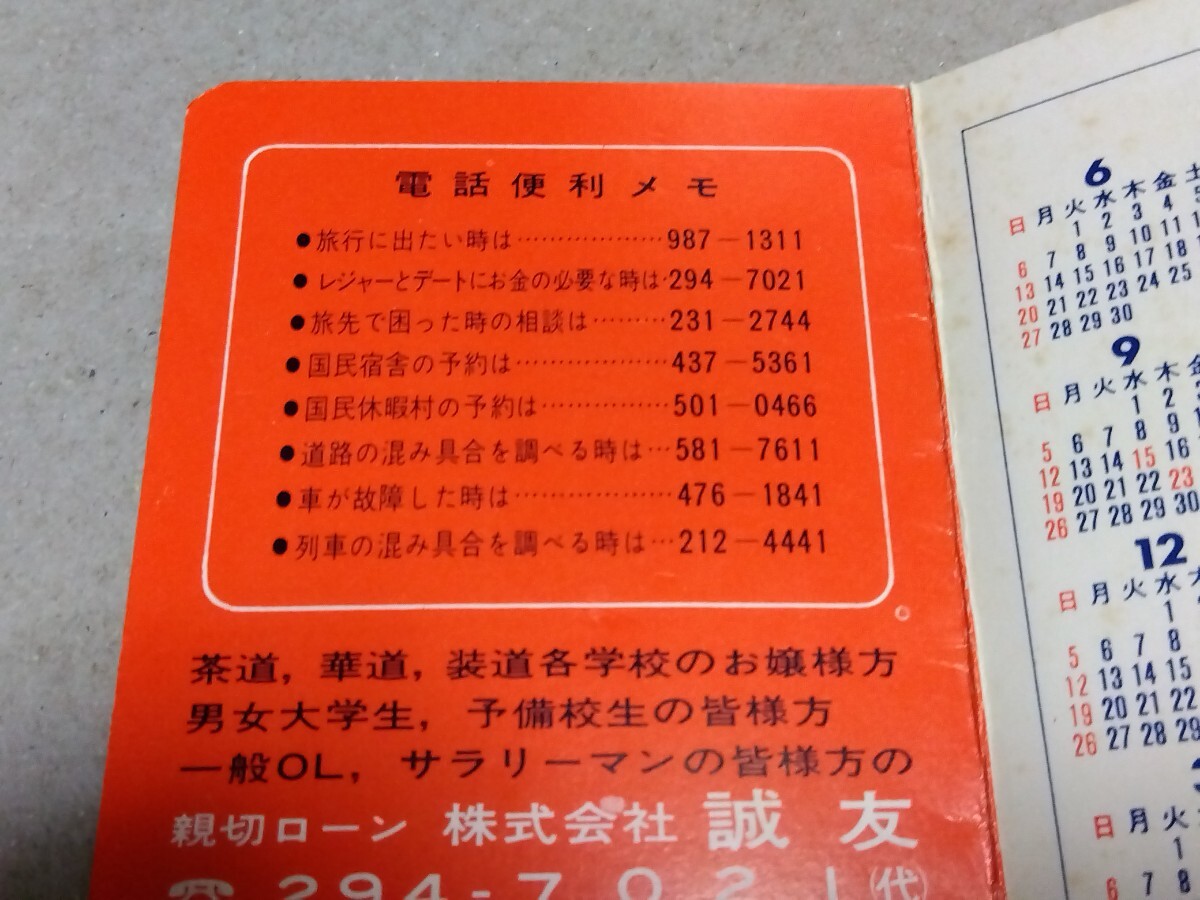 電話便利メモ
●旅行に出たい時は………………987－1311
●レジャーとデートにお金の必要な時は・294－7021
●旅先で困った時の相談は………231－2744
●国民宿舎の予約は………………437－5361
●国民休暇村の予約は……………501－0466
●道路の混み具合を調べる時は…581－7611
●車が故障した時は………………476－1841
●列車の混み具合を調べる時は…212－4441
茶道，華道，装道各学校のお嬢様方
男女大学生，予備校生の皆様方
一般OL，サラリーマンの皆様方の
親切ローン 株式会社 誠友
☎ 294-7021㈹
6
日 月 火 水 木 金 土
1 2 3 4
6 7 8 9 10 11
13 14 15 16 17 18
20 21 22 23 24 25
27 28 29 30
9
日 月 火 水 木 金
1 2
5 6 7 8 9
12 13 14 15 16
19 20 21 22 23
26 27 28 29 30
12
日 月 火 水
1
5 6 7 8
12 13 14 15
19 20 21 22
26 27 28 29
日 月 火
1
6 7 8